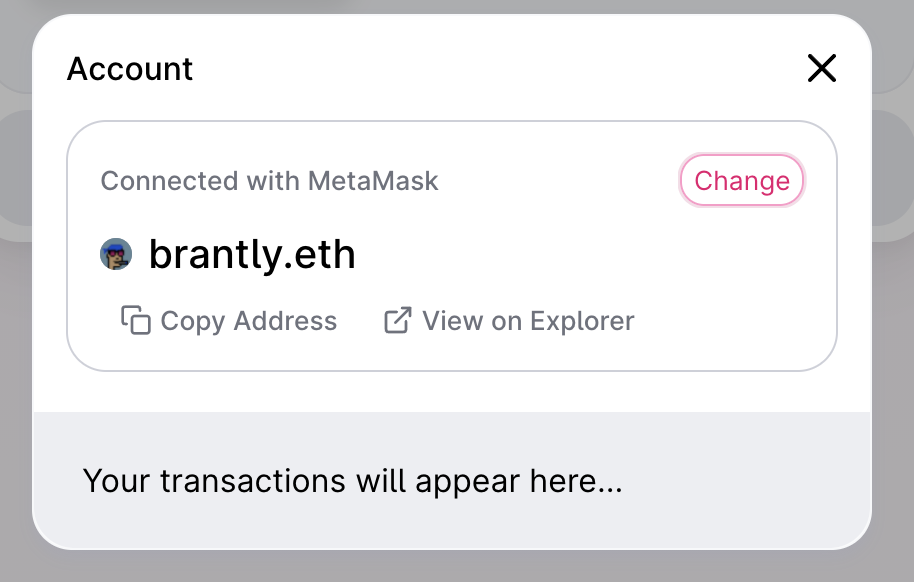 Account
Connected with MetaMask Change
brantly.eth
Copy Address View on Explorer
Your transactions will appear here...